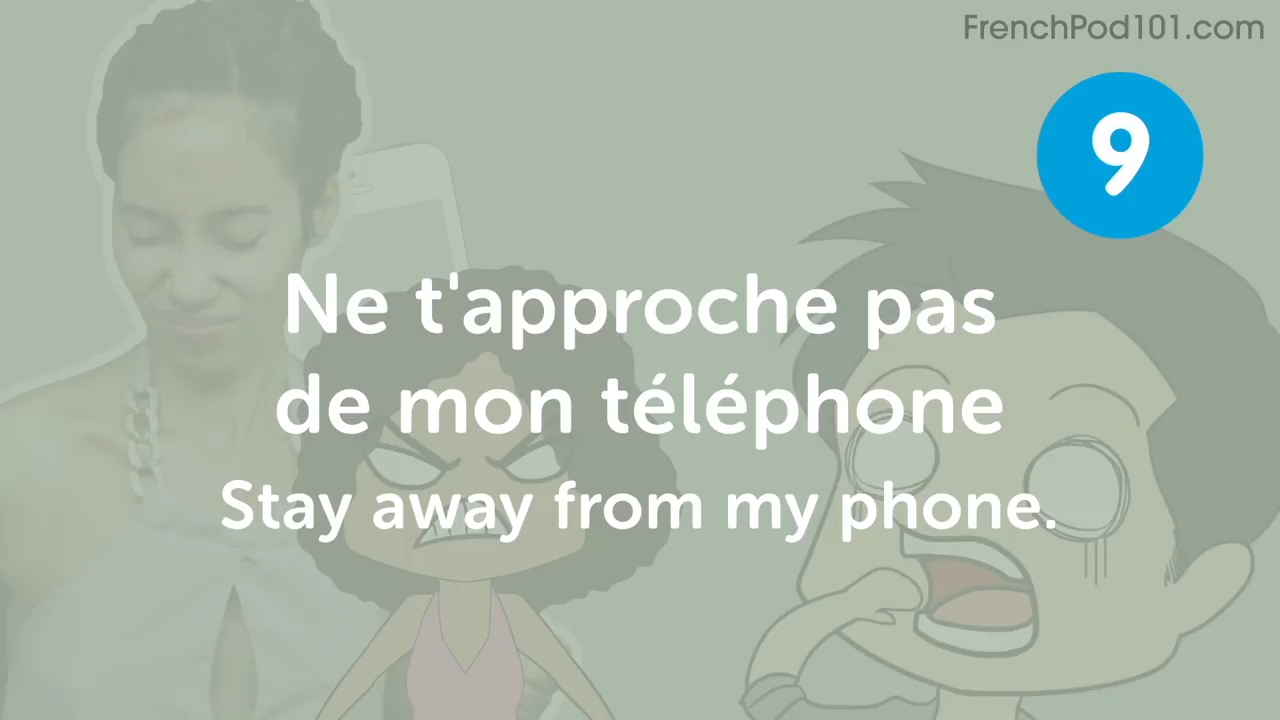 FrenchPod101.com
9
Ne t'approche pas
de mon téléphone
Stay away from my phone.